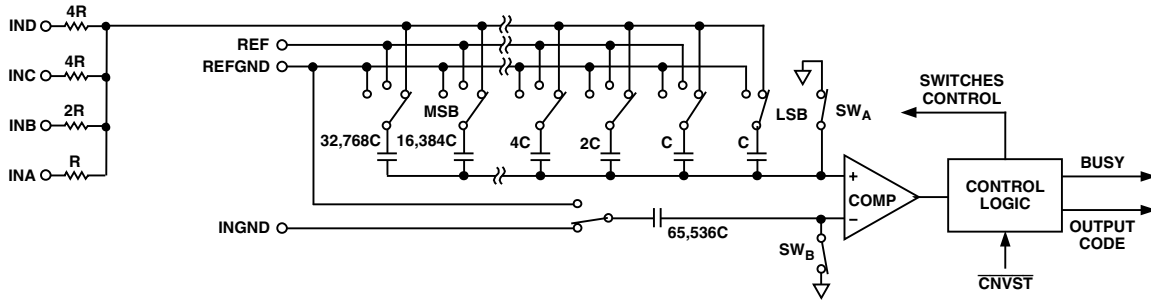 IND
4R
INC
4R
INB
2R
INA
R
REF
REFGND
MSB
32,768C
16,384C
4C
2C
C
C
LSB
SWA
SWITCHES
CONTROL
COMP
+
−
CONTROL
LOGIC
BUSY
OUTPUT
CODE
INGND
65,536C
SWB
CNVST